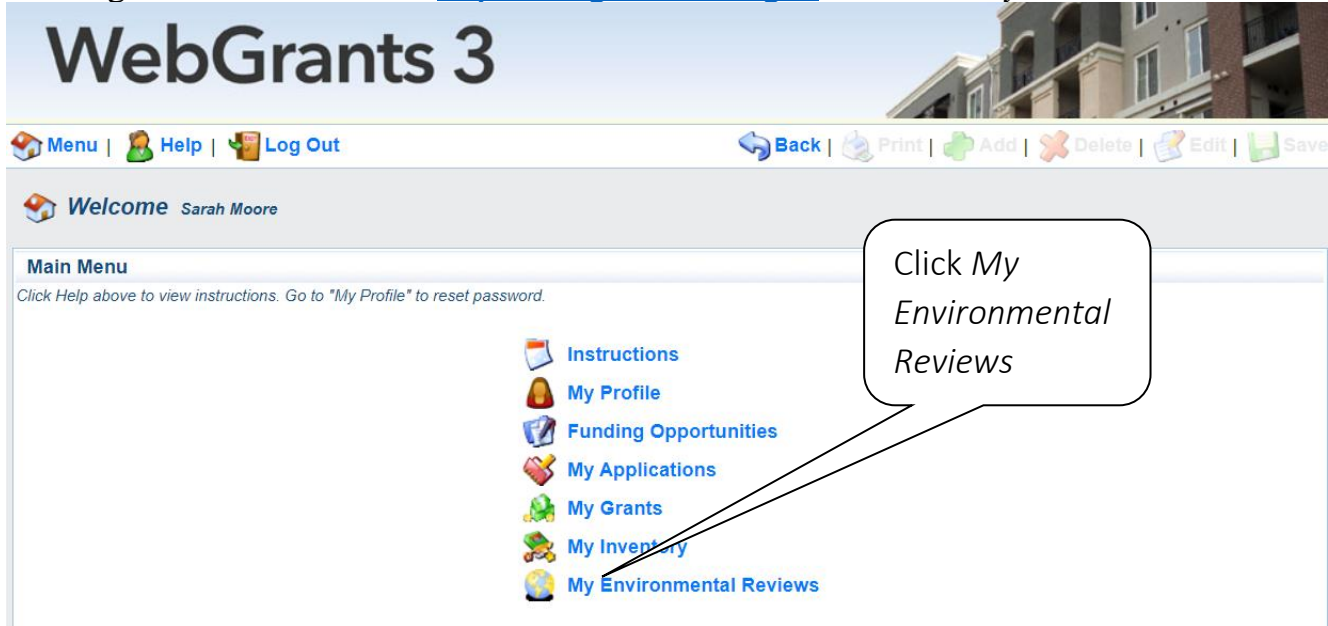 WebGrants 3
Menu | Help | Log Out Back | Print | Add | Delete | Edit | Save
Welcome Sarah Moore
Main Menu
Click Help above to view instructions. Go to "My Profile" to reset password.
Click My
Environmental
Reviews
Instructions
My Profile
Funding Opportunities
My Applications
My Grants
My Inventory
My Environmental Reviews